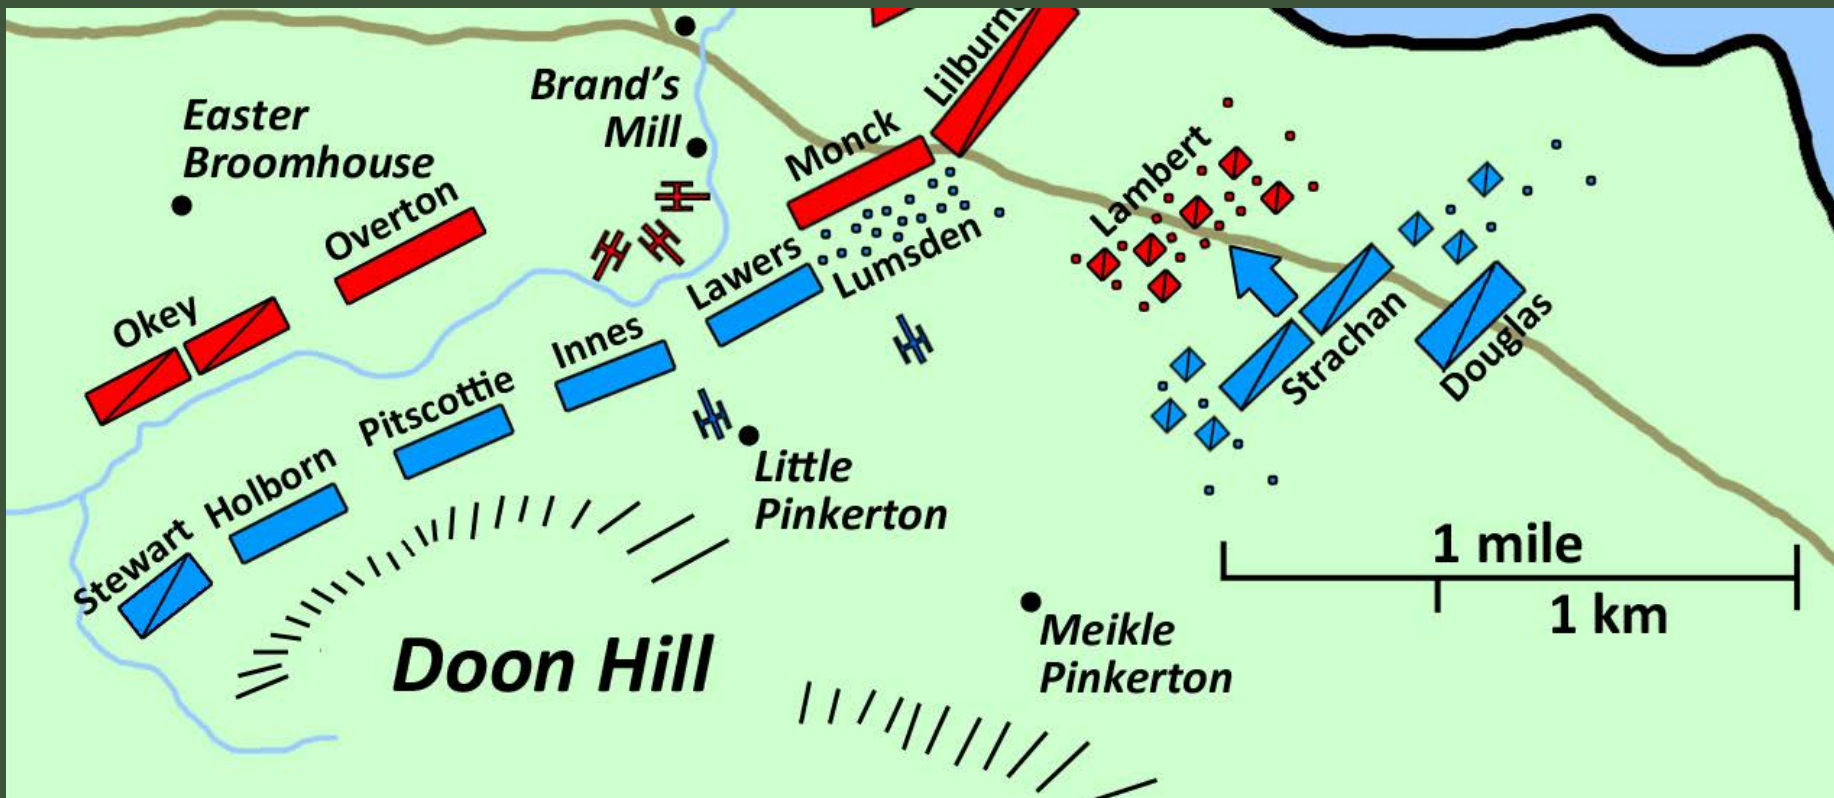 Lilburne
Brand's
Mill
Easter
Broomhouse
Monck
Lambert
Overton
Lawers
Lumsden
Okey
Innes
Strachan
Douglas
Pitscottie
Holborn
Little
Pinkerton
Stewart
1 mile
1 km
Doon Hill
Meikle
Pinkerton